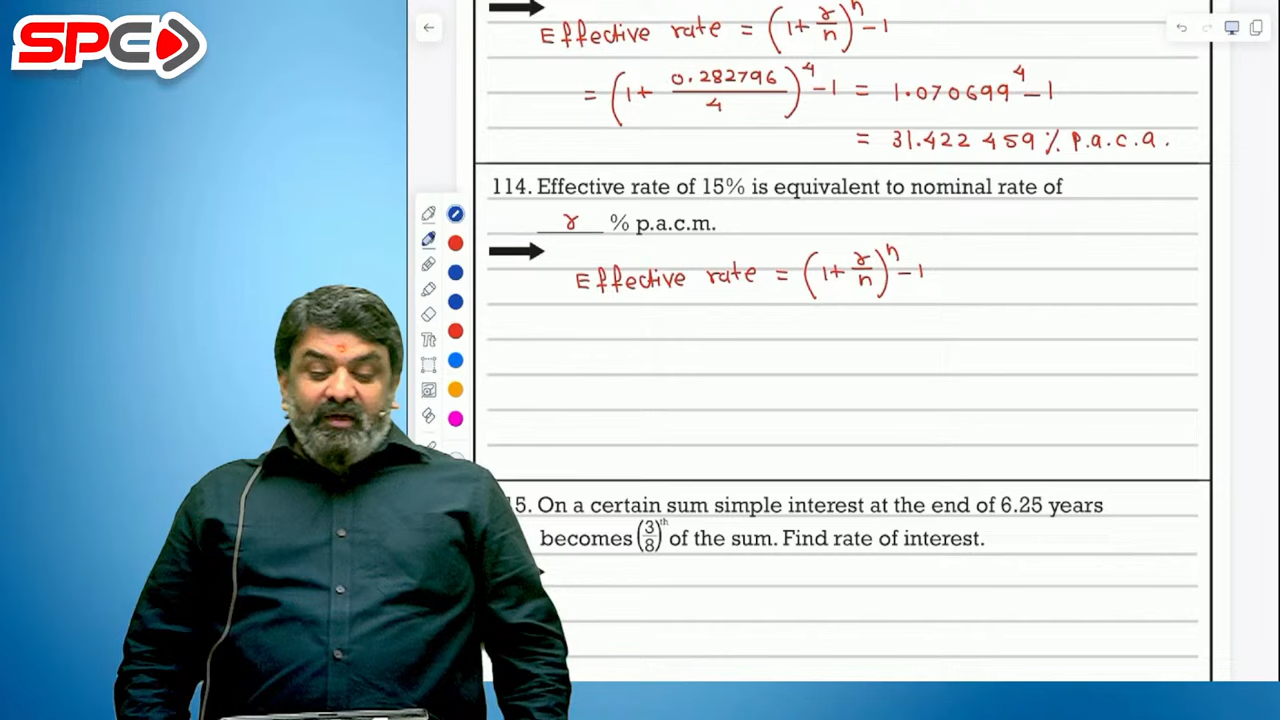 SPC
Effective rate = (1 + r/n)^n - 1
= (1 + 0.282796/4)^4 - 1 = 1.070699^4 - 1
= 31.422459% p.a.c.a.
114. Effective rate of 15% is equivalent to nominal rate of
r % p.a.c.m.
Effective rate = (1 + r/n)^n - 1
Tt
15. On a certain sum simple interest at the end of 6.25 years
becomes (3/8)th of the sum. Find rate of interest.